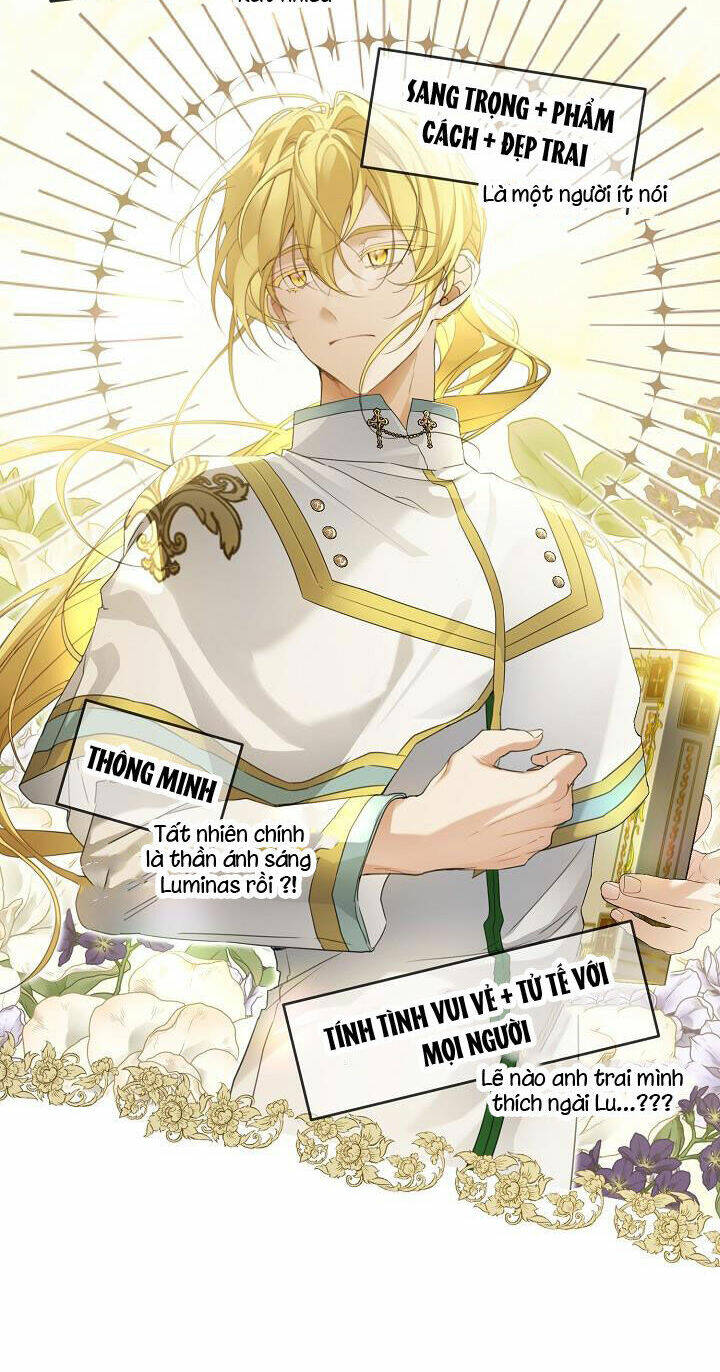 SANG TRỌNG + PHẨM
CÁCH + ĐẸP TRAI
Là một người ít nói
THÔNG MINH
Tất nhiên chính
là thần ánh sáng
Luminas rồi ?!
TÍNH TÌNH VUI VẺ + TỬ TẾ VỚI
MỌI NGƯỜI
Lẽ nào anh trai mình
thích ngài Lu...???